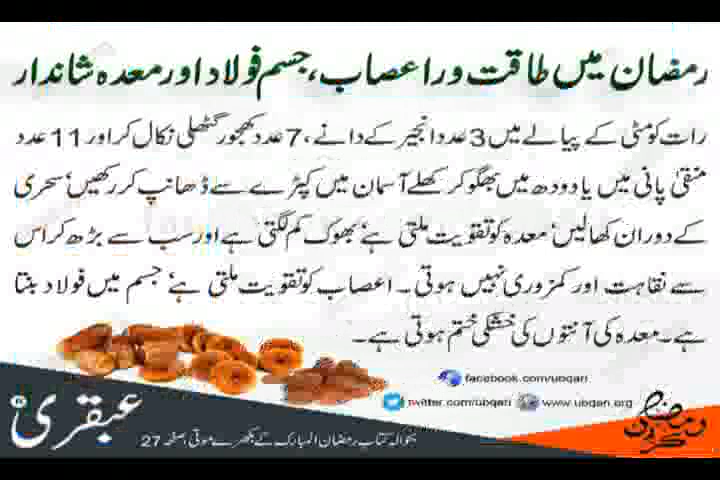 رمضان میں طاقت ور اعصاب، جسم فولاد اور معدہ شاندار
رات کو مٹی کے پیالے میں 3 عدد انجیر کے دانے، 7 عدد کھجور گٹھلی نکال کر اور 11 عدد
منقیٰ پانی میں یا دودھ میں بھگو کر کھلے آسمان میں کپڑے سے ڈھانپ کر رکھیں‘ سحری
کے دوران کھالیں‘ معدہ کو تقویت ملتی ہے‘ بھوک کم لگتی ہے اور سب سے بڑھ کر اس
سے نقاہت اور کمزوری نہیں ہوتی۔ اعصاب کو تقویت ملتی ہے‘ جسم میں فولاد بنتا
ہے۔ معدہ کی آنتوں کی خشکی ختم ہوتی ہے۔
facebook.com/ubqari
twitter.com/ubqari www.ubqari.org
عبقری
بحوالہ کتاب رمضان المبارک کے بکھرے موتی، صفحہ 27